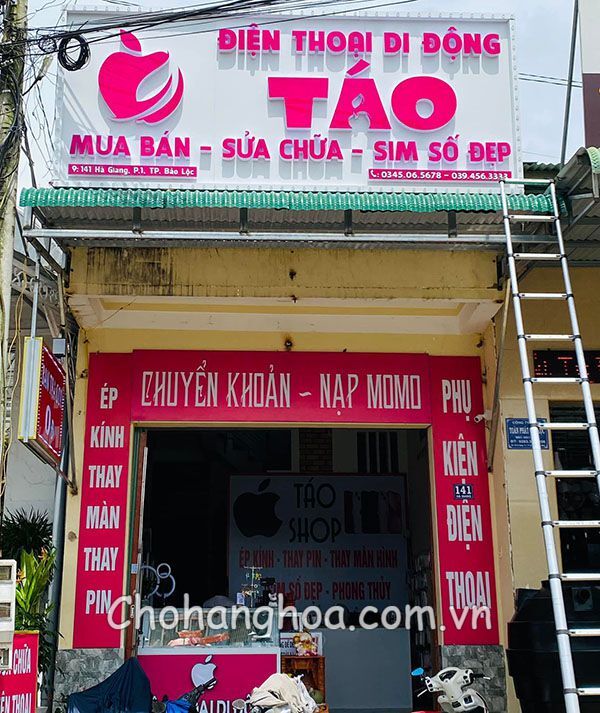 ĐIỆN THOẠI DI ĐỘNG
TÁO
MUA BÁN - SỬA CHỮA - SIM SỐ ĐẸP
9: 141 Hà Giang, P.1, TP. Bảo Lộc
0345.06.5678 - 039.456.3333
CHUYỂN KHOẢN - NẠP MOMO
ÉP
KÍNH
THAY
MÀN
THAY
PIN
PHỤ
KIỆN
ĐIỆN
THOẠI
141
TÁO
SHOP
ÉP KÍNH - THAY PIN - THAY MÀN HÌNH
SIM SỐ ĐẸP - PHONG THỦY
Chohanghoa.com.vn
CHỮA
THOẠI